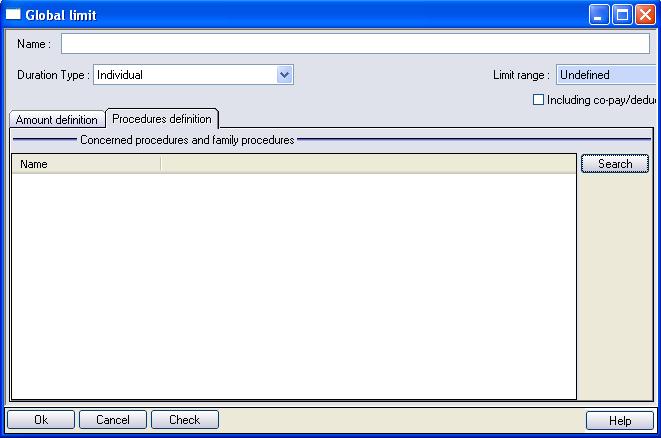 Global limit
Name :
Duration Type : Individual
Limit range : Undefined
Including co-pay/deduc
Amount definition
Procedures definition
Concerned procedures and family procedures
Name
Search
Ok
Cancel
Check
Help